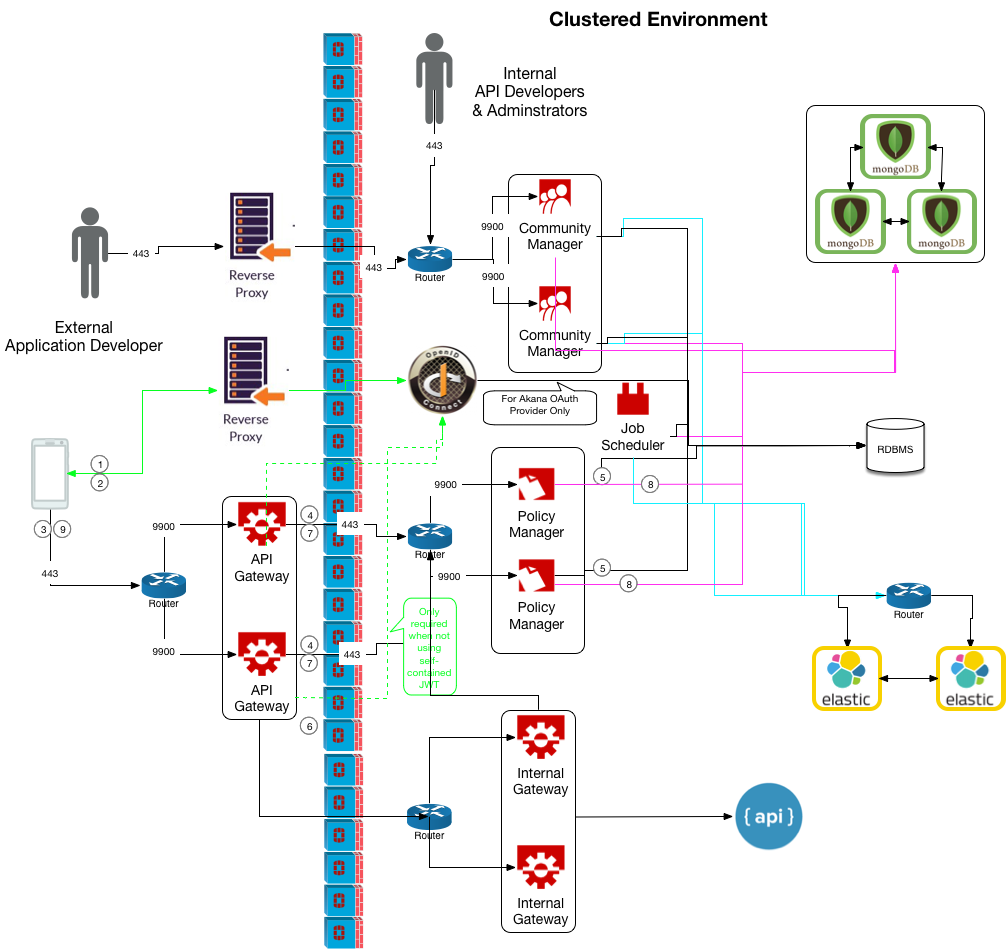 Clustered Environment
Internal
API Developers
& Adminstrators
443
mongoDB
mongoDB
mongoDB
External
Application Developer
443
Reverse
Proxy
443
Router
9900
9900
Community
Manager
Community
Manager
Reverse
Proxy
OpenID
Connect
For Akana OAuth
Provider Only
Job
Scheduler
RDBMS
1
2
3
9
443
Router
9900
9900
API
Gateway
API
Gateway
4
7
443
4
7
443
6
Router
9900
9900
Policy
Manager
Policy
Manager
5
8
5
8
Only
required
when not
using
self-
contained
JWT
Router
elastic
elastic
Router
Internal
Gateway
Internal
Gateway
{ api }